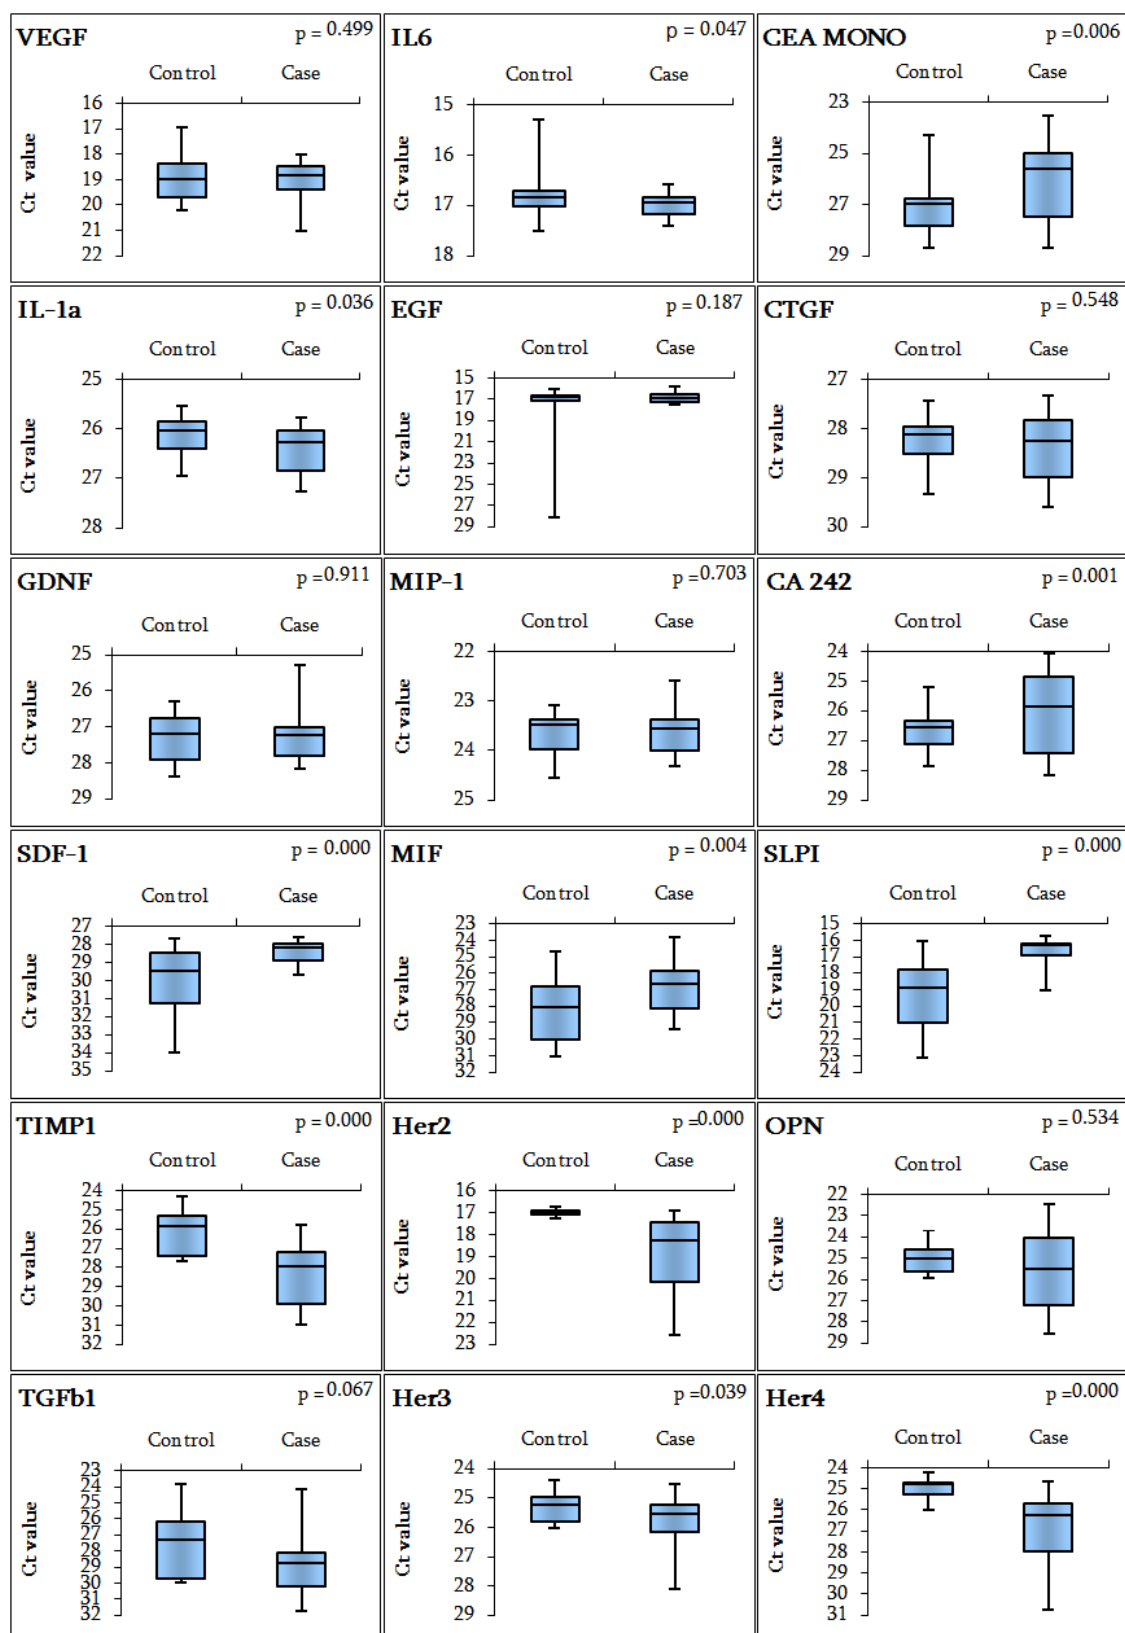 VEGF p = 0.499
Control Case
Ct value
16
17
18
19
20
21
22
IL6 p = 0.047
Control Case
Ct value
15
16
17
18
CEA MONO p =0.006
Control Case
Ct value
23
25
27
29
IL-1a p = 0.036
Control Case
Ct value
25
26
27
28
EGF p = 0.187
Control Case
Ct value
15
17
19
21
23
25
27
29
CTGF p = 0.548
Control Case
Ct value
27
28
29
30
GDNF p =0.911
Control Case
Ct value
25
26
27
28
29
MIP-1 p =0.703
Control Case
Ct value
22
23
24
25
CA 242 p = 0.001
Control Case
Ct value
24
25
26
27
28
29
SDF-1 p = 0.000
Control Case
Ct value
27
28
29
30
31
32
33
34
35
MIF p = 0.004
Control Case
Ct value
23
24
25
26
27
28
29
30
31
32
SLPI p = 0.000
Control Case
Ct value
15
16
17
18
19
20
21
22
23
24
TIMP1 p = 0.000
Control Case
Ct value
24
25
26
27
28
29
30
31
32
Her2 p =0.000
Control Case
Ct value
16
17
18
19
20
21
22
23
OPN p = 0.534
Control Case
Ct value
22
23
24
25
26
27
28
29
TGFb1 p = 0.067
Control Case
Ct value
23
24
25
26
27
28
29
30
31
32
Her3 p =0.039
Control Case
Ct value
24
25
26
27
28
29
Her4 p =0.000
Control Case
Ct value
24
25
26
27
28
29
30
31